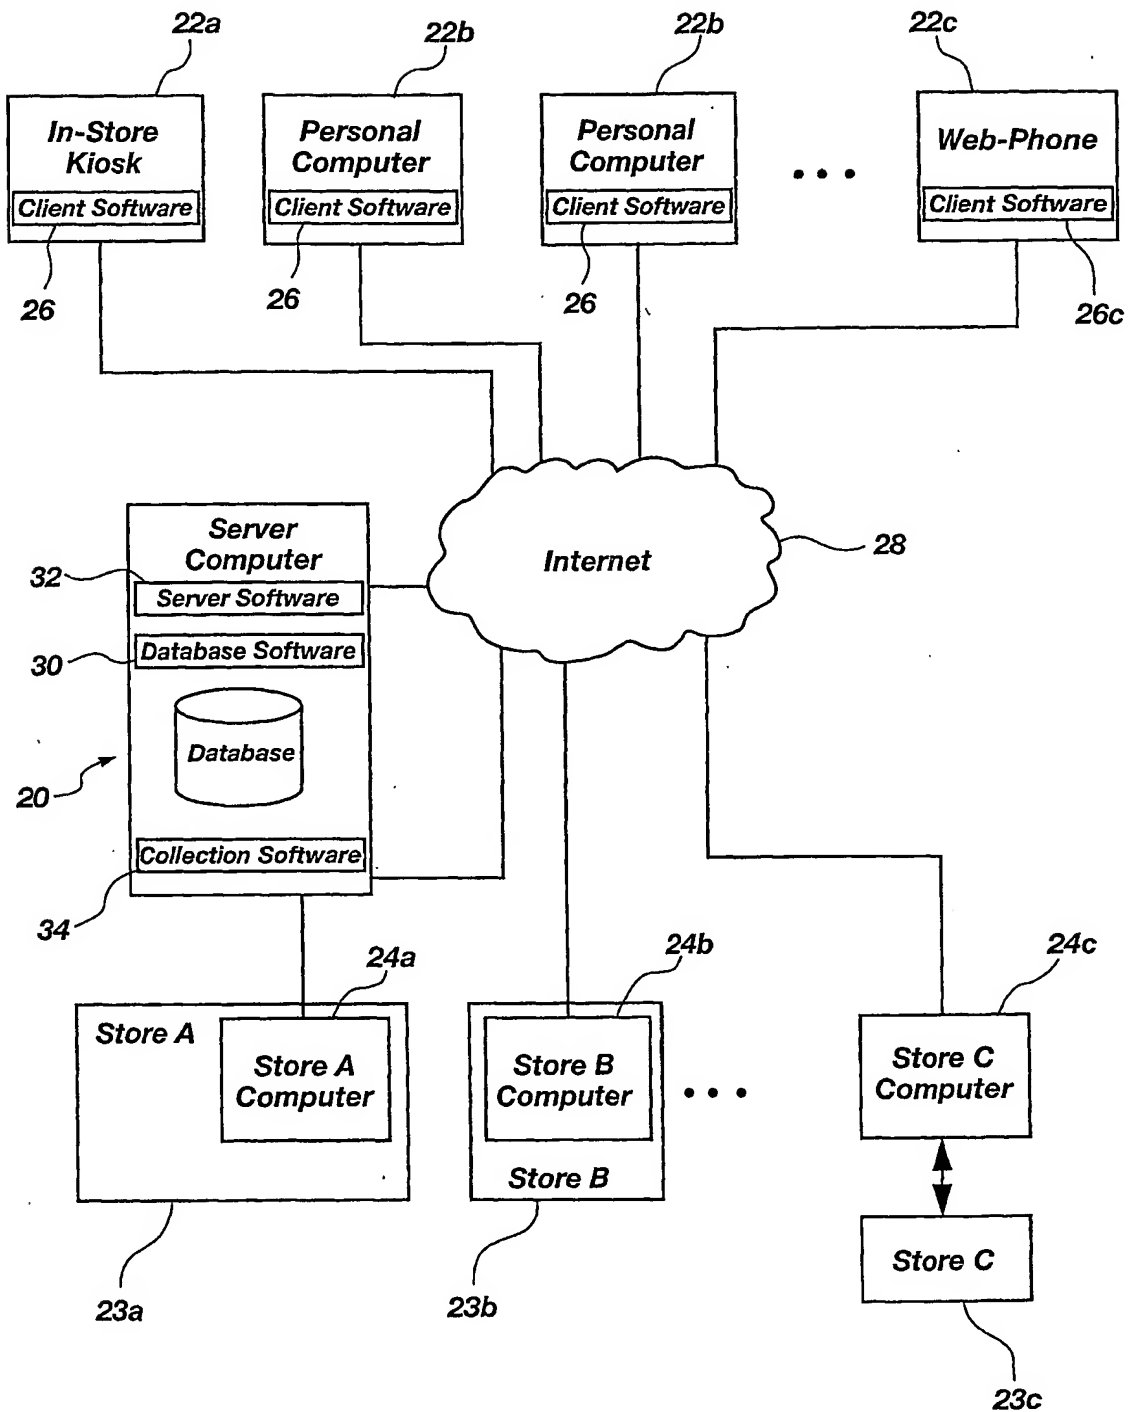 22a
22b
22b
22c
In-Store
Kiosk
Client Software
Personal
Computer
Client Software
Personal
Computer
Client Software
Web-Phone
Client Software
26
26
26
26c
Internet
28
Server
Computer
32
Server Software
30
Database Software
Database
20
Collection Software
34
24a
24b
24c
Store A
Store A
Computer
Store B
Computer
Store B
Store C
Computer
Store C
23a
23b
23c